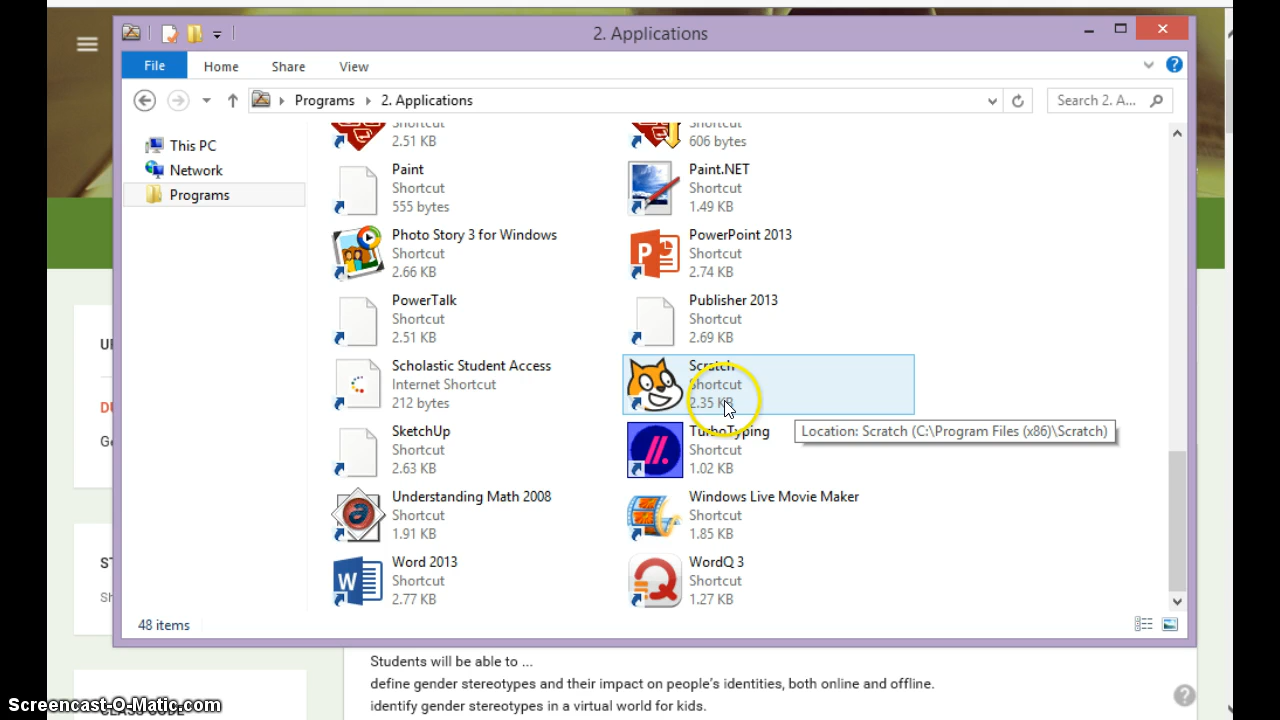 2. Applications
File Home Share View
Programs 2. Applications
Search 2. A...
This PC
Network
Programs
Shortcut
2.51 KB
Shortcut
606 bytes
Paint
Shortcut
555 bytes
Paint.NET
Shortcut
1.49 KB
Photo Story 3 for Windows
Shortcut
2.66 KB
PowerPoint 2013
Shortcut
2.74 KB
PowerTalk
Shortcut
2.51 KB
Publisher 2013
Shortcut
2.69 KB
Scholastic Student Access
Internet Shortcut
212 bytes
Scratch
Shortcut
2.35 KB
Location: Scratch (C:\Program Files (x86)\Scratch)
SketchUp
Shortcut
2.63 KB
TurboTyping
Shortcut
1.02 KB
Understanding Math 2008
Shortcut
1.91 KB
Windows Live Movie Maker
Shortcut
1.85 KB
Word 2013
Shortcut
2.77 KB
WordQ 3
Shortcut
1.27 KB
48 items
Students will be able to ...
define gender stereotypes and their impact on people's identities, both online and offline.
identify gender stereotypes in a virtual world for kids.
Screencast-O-Matic.com